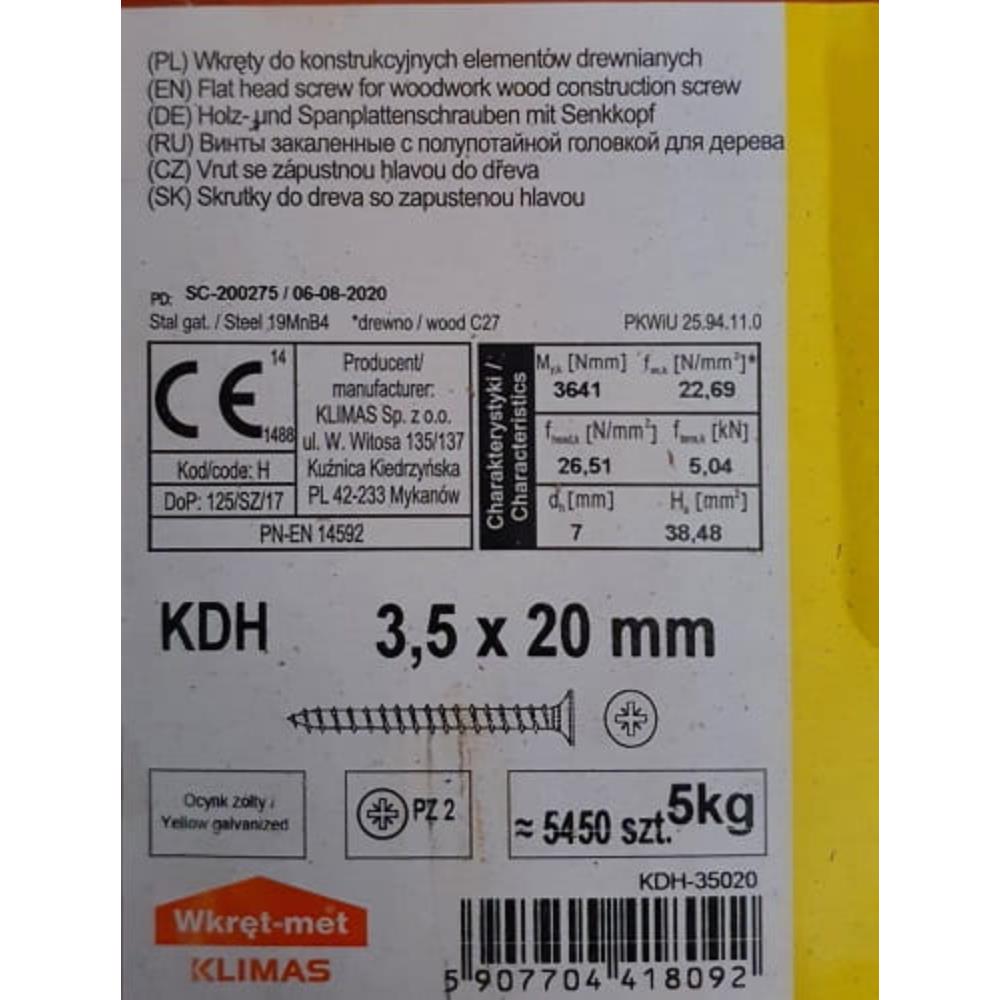 (PL) Wkręty do konstrukcyjnych elementów drewnianych
(EN) Flat head screw for woodwork wood construction screw
(DE) Holz- und Spanplattenschrauben mit Senkkopf
(RU) Винты закаленные с полупотайной головкой для дерева
(CZ) Vrut se zápustnou hlavou do dřeva
(SK) Skrutky do dreva so zapustenou hlavou
PD: SC-200275 / 06-08-2020
Stal gat. / Steel 19MnB4 *drewno / wood C27 PKWiU 25.94.11.0
CE 14
1488
Kod/code: H
DoP: 125/SZ/17
PN-EN 14592
Producent/
manufacturer:
KLIMAS Sp. z o.o.
ul. W. Witosa 135/137
Kuźnica Kiedrzyńska
PL 42-233 Mykanów
Charakterystyki /
Characteristics
My,k [Nmm] fax,k [N/mm²]*
3641 22,69
fhead,k [N/mm²] ftens,k [kN]
26,51 5,04
dh [mm] [mm²]
7 38,48
KDH 3,5 x 20 mm
Ocynk żółty /
Yellow galvanized
PZ 2
≈ 5450 szt. 5kg
KDH-35020
Wkręt-met
KLIMAS
5 907704 418092